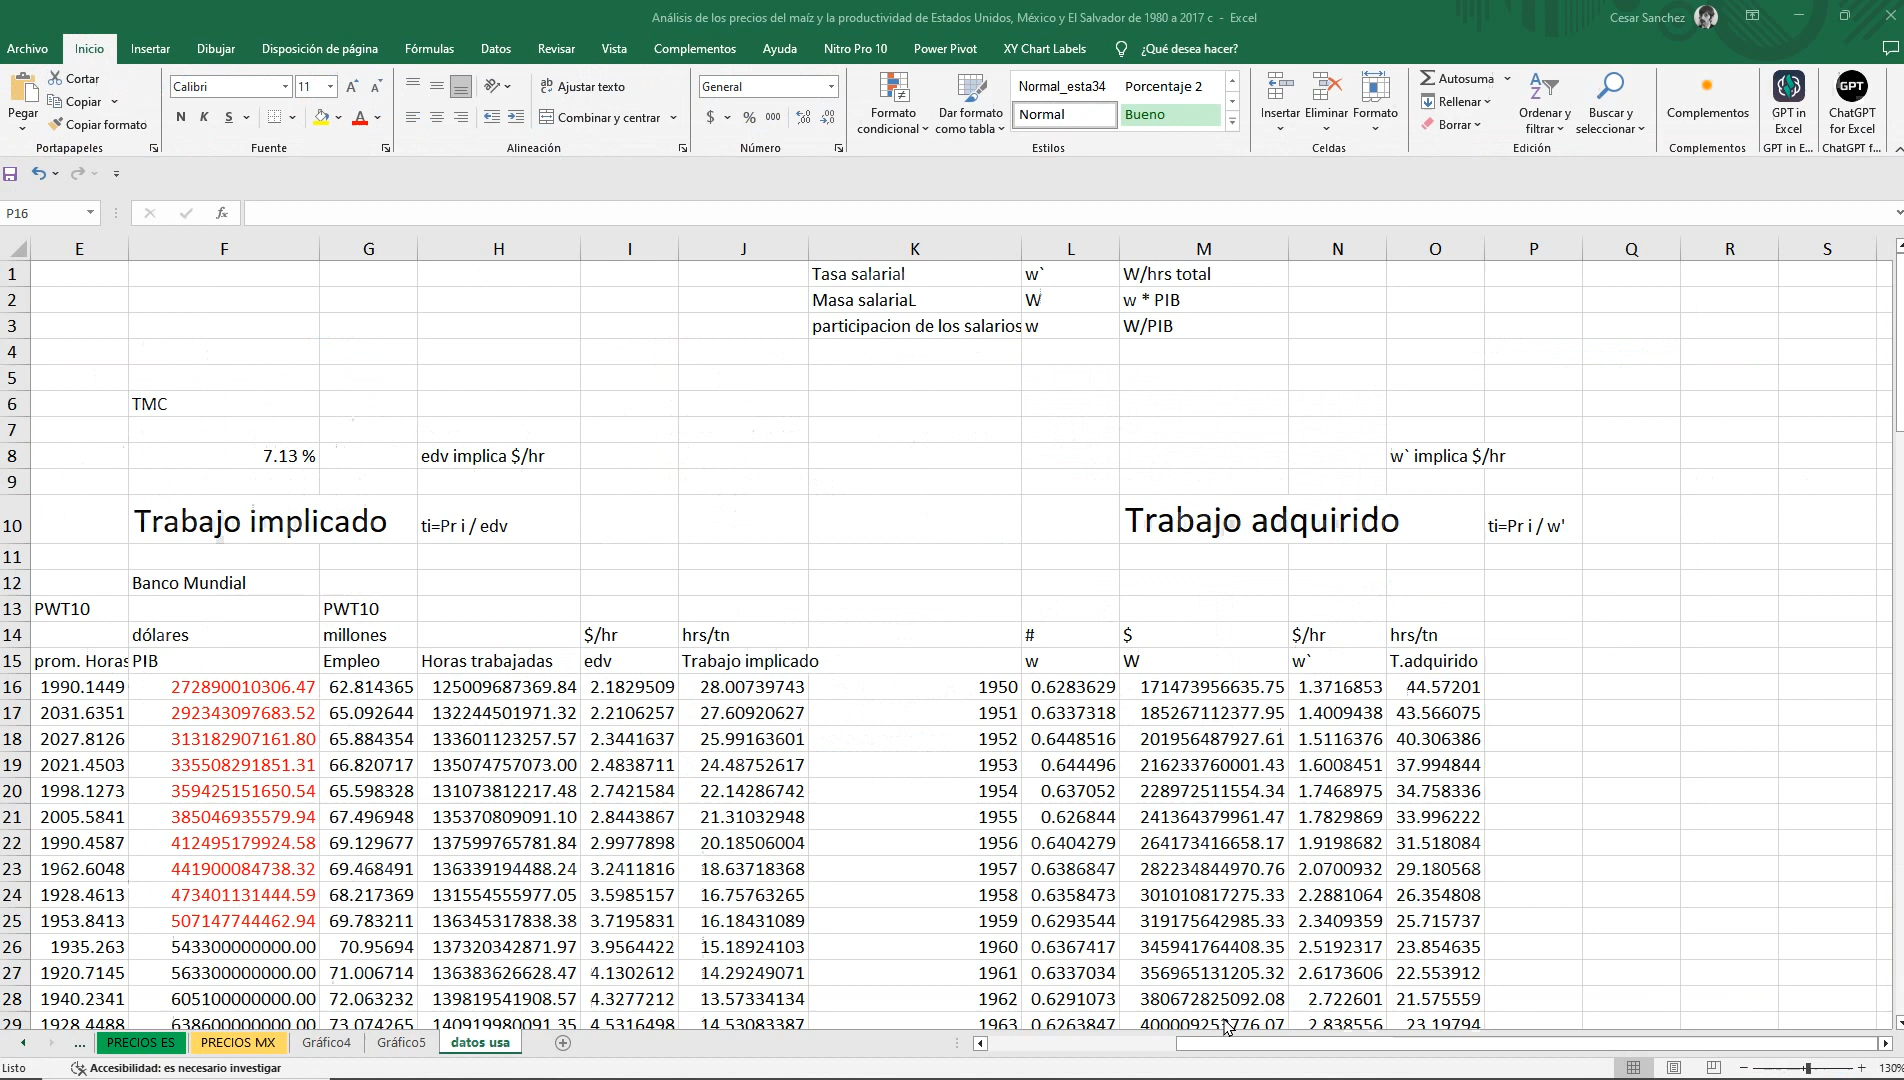 Análisis de los precios del maíz y la productividad de Estados Unidos, México y El Salvador de 1980 a 2017 c - Excel
Cesar Sanchez
Archivo Inicio Insertar Dibujar Disposición de página Fórmulas Datos Revisar Vista Complementos Ayuda Nitro Pro 10 Power Pivot XY Chart Labels ¿Qué desea hacer?
Pegar
Cortar
Copiar
Copiar formato
Portapapeles
Calibri 11
N K S
Fuente
Ajustar texto
Combinar y centrar
Alineación
General
$ % 000
Número
Formato condicional
Dar formato como tabla
Normal_esta34 Porcentaje 2
Normal Bueno
Estilos
Insertar Eliminar Formato
Celdas
Autosuma
Rellenar
Borrar
Ordenar y filtrar
Buscar y seleccionar
Edición
Complementos
Complementos
GPT in Excel
GPT in E...
GPT
ChatGPT for Excel
ChatGPT f...
P16 fx
E F G H I J K L M N O P Q R S
1 Tasa salarial w` W/hrs total
2 Masa salariaL W w * PIB
3 participacion de los salarios w W/PIB
4
5
6 TMC
7
8 7.13 % edv implica $/hr w` implica $/hr
9
10 Trabajo implicado ti=Pr i / edv Trabajo adquirido ti=Pr i / w'
11
12 Banco Mundial
13 PWT10 PWT10
14 dólares millones $/hr hrs/tn # $ $/hr hrs/tn
15 prom. Horas PIB Empleo Horas trabajadas edv Trabajo implicado w W w` T.adquirido
16 1990.1449 272890010306.47 62.814365 125009687369.84 2.1829509 28.00739743 1950 0.6283629 171473956635.75 1.3716853 44.57201
17 2031.6351 292343097683.52 65.092644 132244501971.32 2.2106257 27.60920627 1951 0.6337318 185267112377.95 1.4009438 43.566075
18 2027.8126 313182907161.80 65.884354 133601123257.57 2.3441637 25.99163601 1952 0.6448516 201956487927.61 1.5116376 40.306386
19 2021.4503 335508291851.31 66.820717 135074757073.00 2.4838711 24.48752617 1953 0.644496 216233760001.43 1.6008451 37.994844
20 1998.1273 359425151650.54 65.598328 131073812217.48 2.7421584 22.14286742 1954 0.637052 228972511554.34 1.7468975 34.758336
21 2005.5841 385046935579.94 67.496948 135370809091.10 2.8443867 21.31032948 1955 0.626844 241364379961.47 1.7829869 33.996222
22 1990.4587 412495179924.58 69.129677 137599765781.84 2.9977898 20.18506004 1956 0.6404279 264173416658.17 1.9198682 31.518084
23 1962.6048 441900084738.32 69.468491 136339194488.24 3.2411816 18.63718368 1957 0.6386847 282234844970.76 2.0700932 29.180568
24 1928.4613 473401131444.59 68.217369 131554555977.05 3.5985157 16.75763265 1958 0.6358473 301010817275.33 2.2881064 26.354808
25 1953.8413 507147744462.94 69.783211 136345317838.38 3.7195831 16.18431089 1959 0.6293544 319175642985.33 2.3409359 25.715737
26 1935.263 543300000000.00 70.95694 137320342871.97 3.9564422 15.18924103 1960 0.6367417 345941764408.35 2.5192317 23.854635
27 1920.7145 563300000000.00 71.006714 136383626628.47 4.1302612 14.29249071 1961 0.6337034 356965131205.32 2.6173606 22.553912
28 1940.2341 605100000000.00 72.063232 139819541908.57 4.3277212 13.57334134 1962 0.6291073 380672825092.08 2.722601 21.575559
29 1928.4488 638600000000.00 73.074265 140919980091.35 4.5316498 14.53083387 1963 0.6263847 2.838556 23.19794
... PRECIOS ES PRECIOS MX Gráfico4 Gráfico5 datos usa
Listo Accesibilidad: es necesario investigar 130%